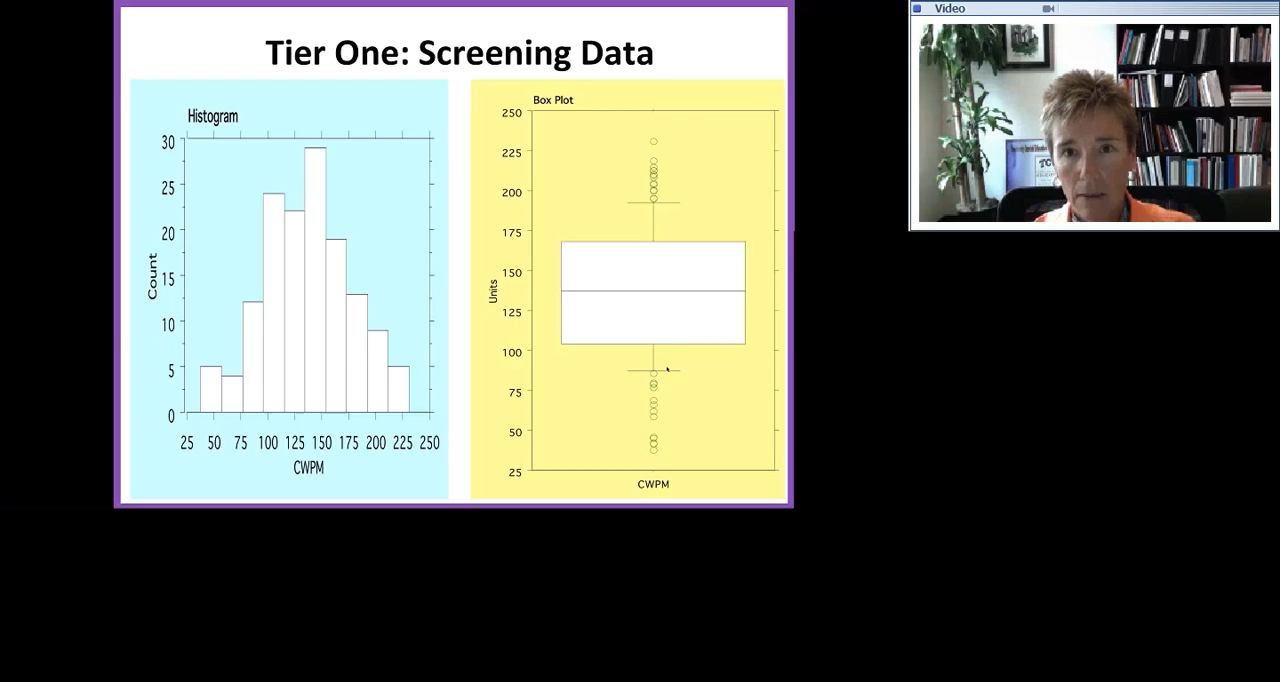 Tier One: Screening Data
Histogram
30
25
20
15
10
5
0
Count
25 50 75 100 125 150 175 200 225 250
CWPM
Box Plot
250
225
200
175
150
125
100
75
50
25
Units
CWPM
Video
TC